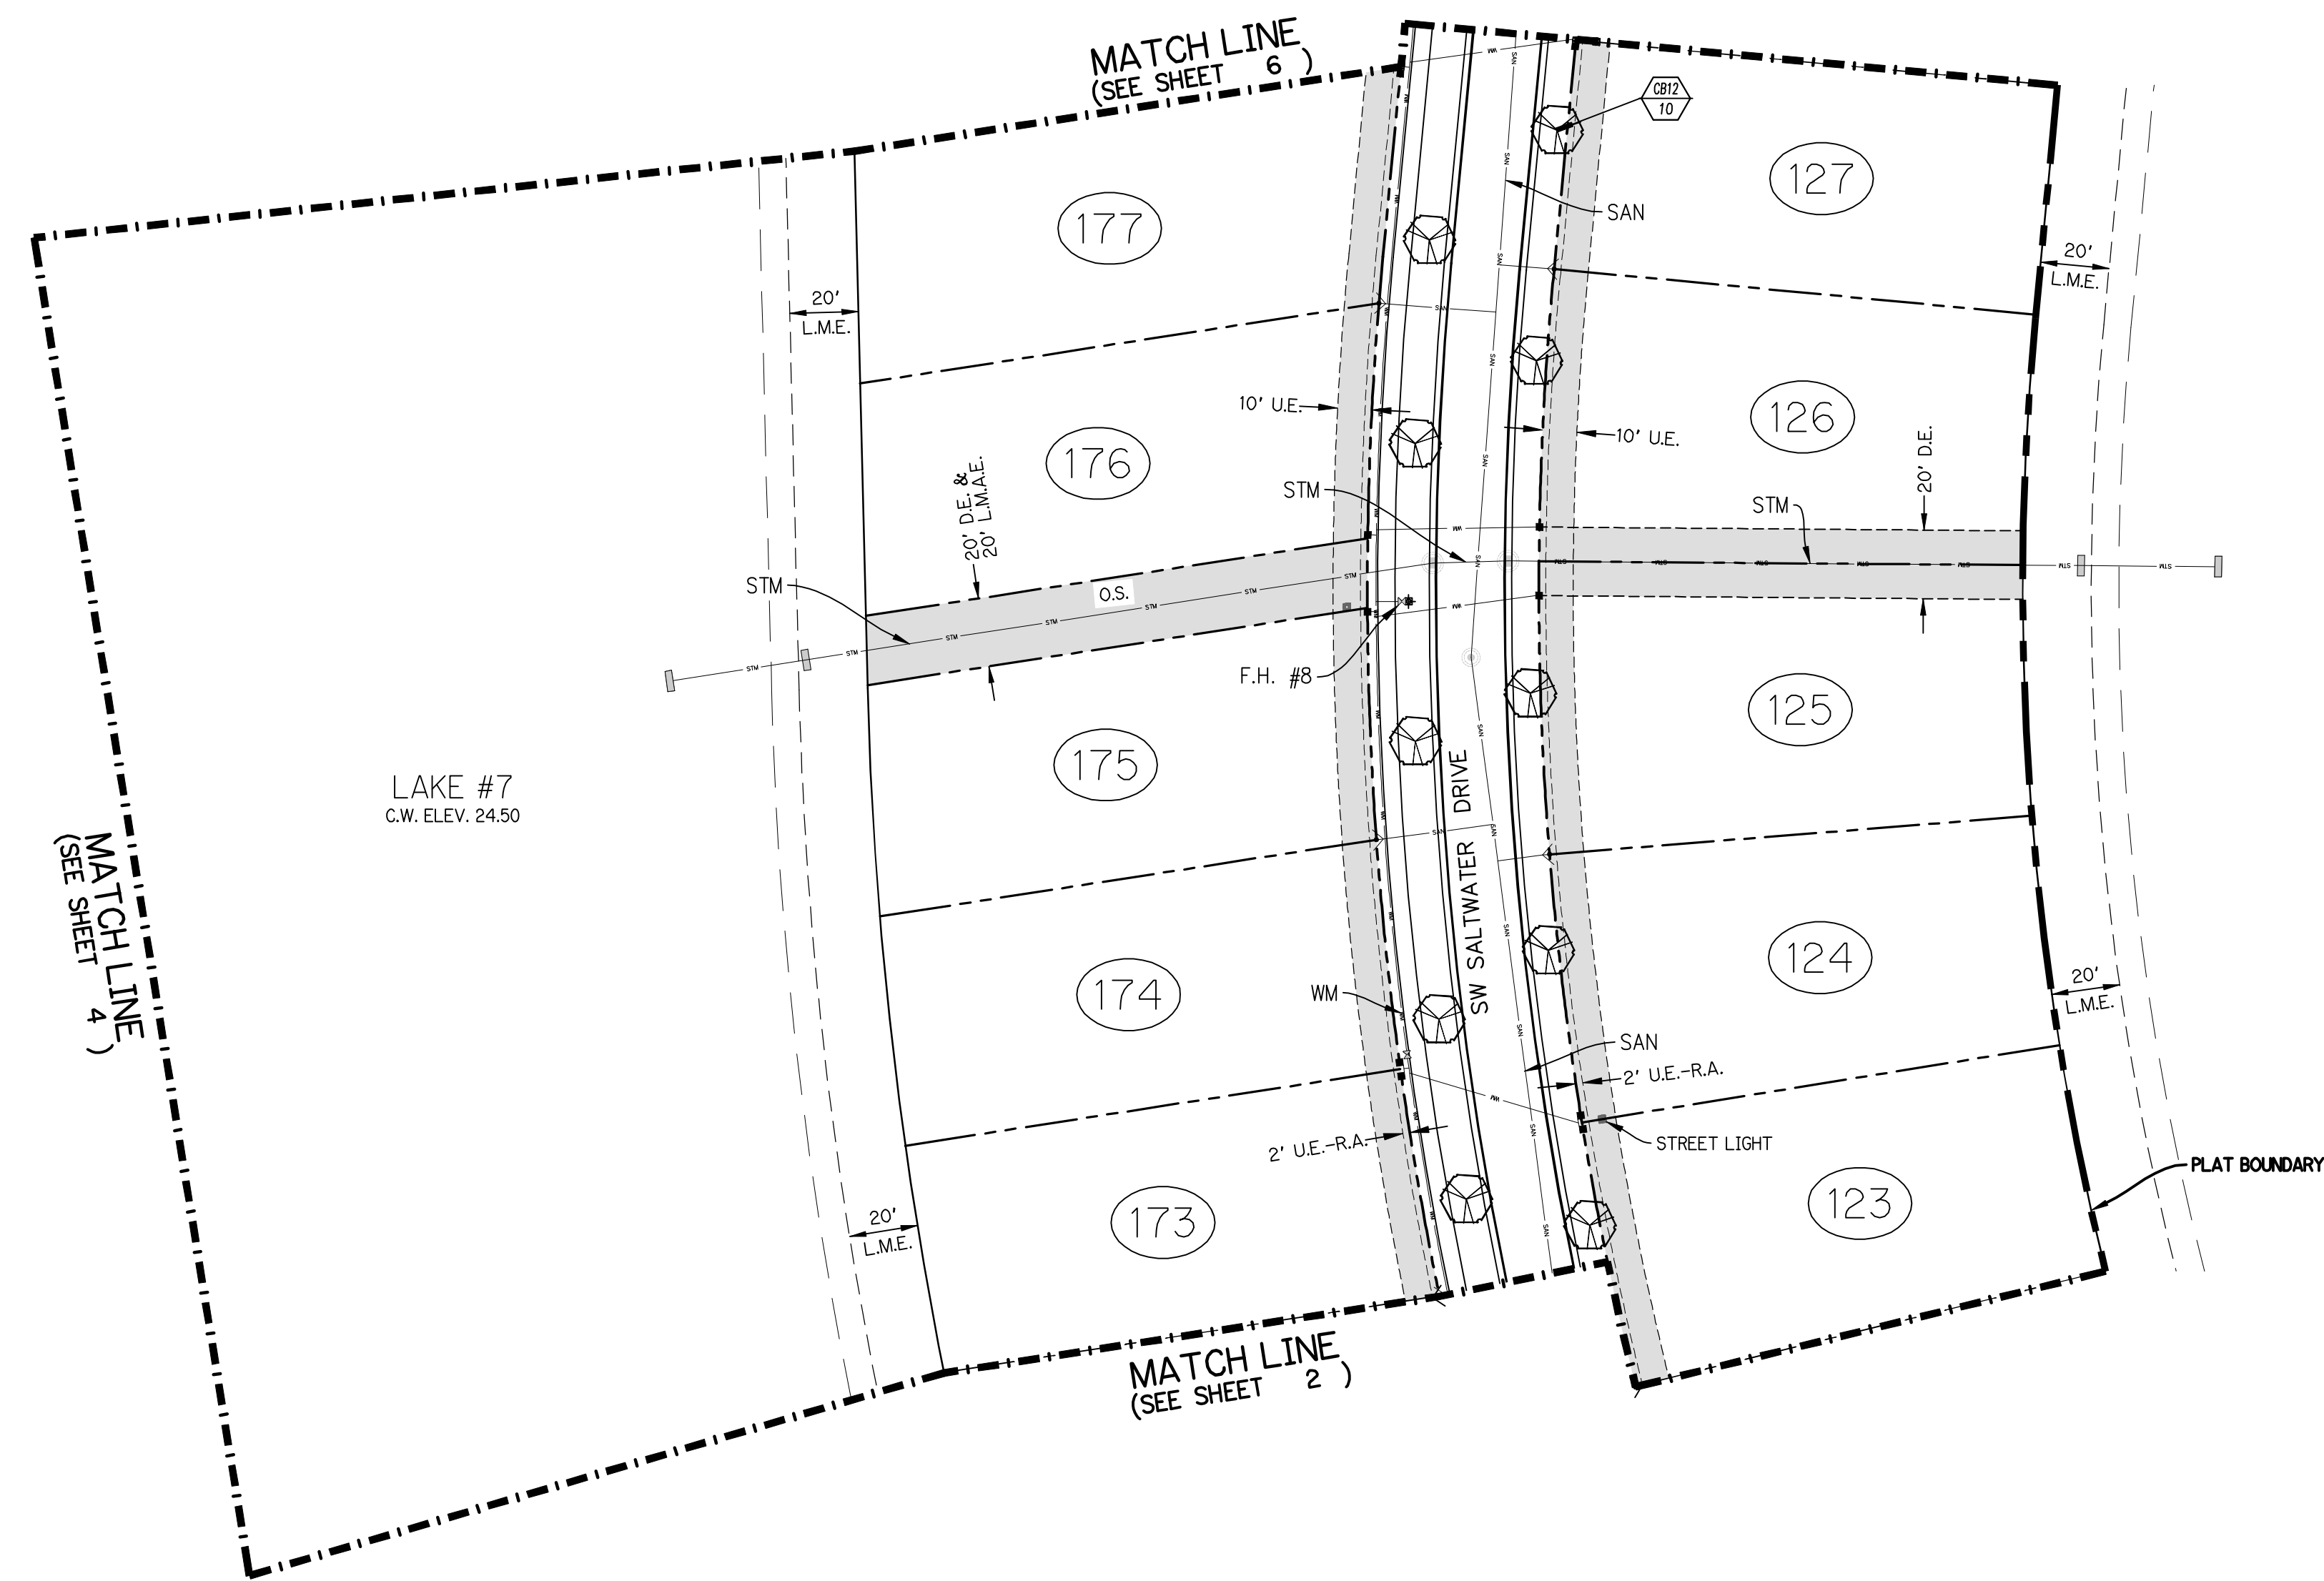 MATCH LINE
(SEE SHEET 6 )
CB12
10
127
SAN
177
20'
L.M.E.
20'
L.M.E.
10' U.E.
126
10' U.E.
176
20' D.E. &
20' L.M.A.E.
STM
20' D.E.
STM
STM
O.S.
F.H. #8
125
175
LAKE #7
C.W. ELEV. 24.50
SW SALTWATER DRIVE
MATCH LINE
(SEE SHEET 4 )
124
20'
L.M.E.
174
WM
SAN
2' U.E.-R.A.
2' U.E.-R.A.
STREET LIGHT
PLAT BOUNDARY
123
173
20'
L.M.E.
MATCH LINE
(SEE SHEET 2 )
WM
SAN
STM